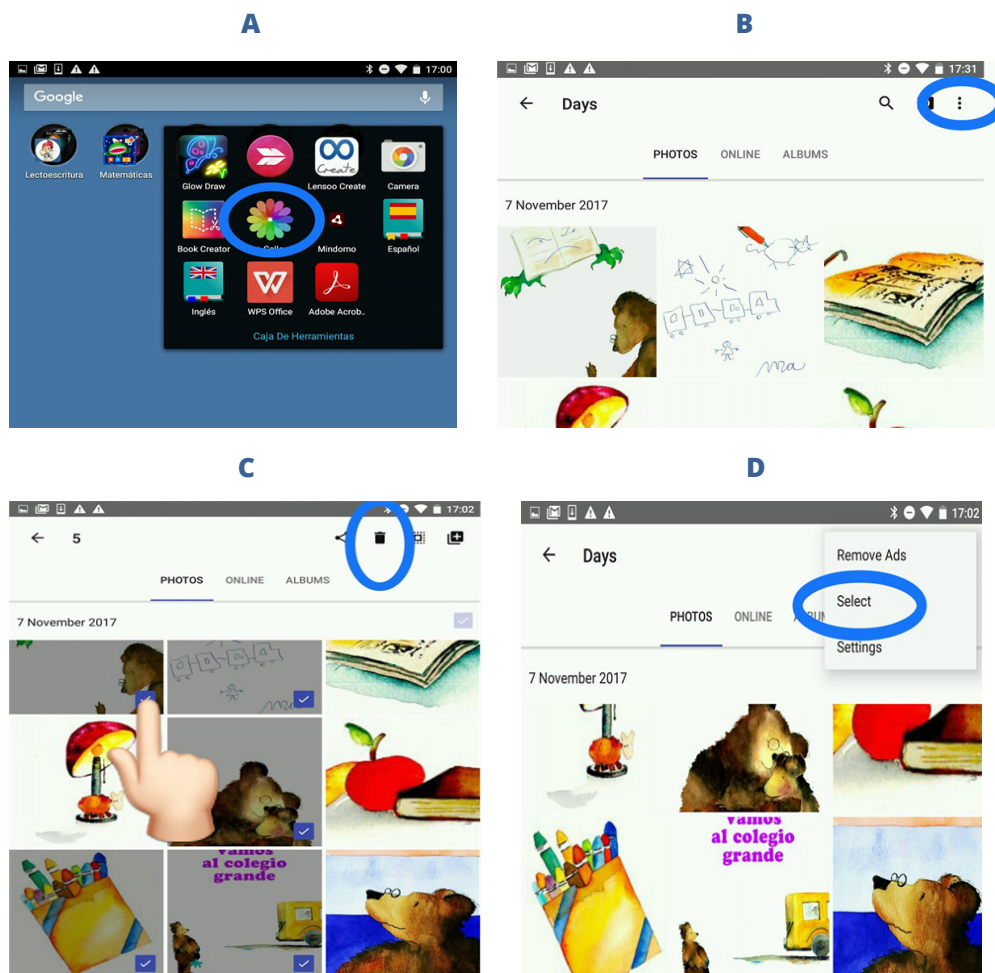 A
B
17:00
Google
Lectoescritura
Matemáticas
Glow Draw
Create
Lensoo Create
Camera
Book Creator
Mindomo
Español
Inglés
WPS Office
Adobe Acrob..
Caja De Herramientas
17:31
Days
PHOTOS ONLINE ALBUMS
7 November 2017
C
D
17:02
5
PHOTOS ONLINE ALBUMS
7 November 2017
vamos
al colegio
grande
17:02
Days
Remove Ads
Select
Settings
PHOTOS ONLINE
7 November 2017
vamos
al colegio
grande